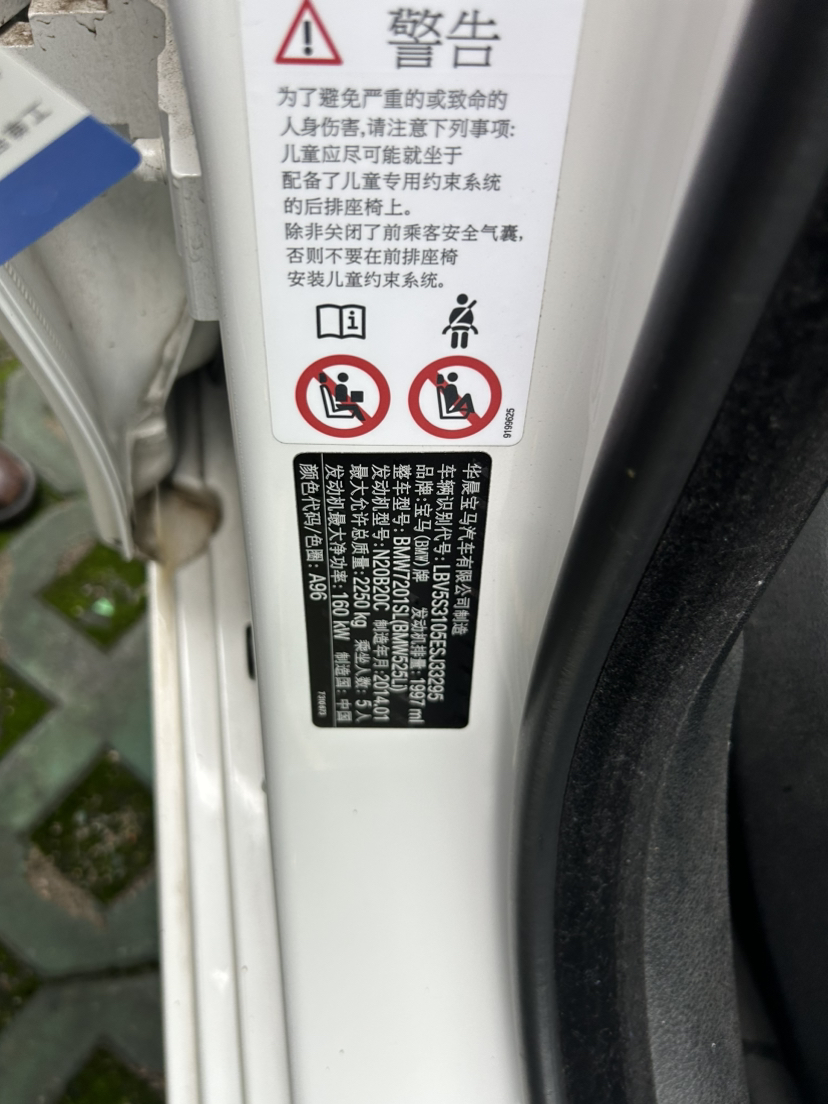 警告
为了避免严重的或致命的
人身伤害,请注意下列事项:
儿童应尽可能就坐于
配备了儿童专用约束系统
的后排座椅上。
除非关闭了前乘客安全气囊,
否则不要在前排座椅
安装儿童约束系统。
9199625
华晨宝马汽车有限公司制造
车辆识别代号: LBV5S3105ESJ33295
品牌: 宝马(BMW)牌 发动机排量: 1997 ml
整车型号: BMW7201SL(BMW525Li)
发动机型号: N20B20C 制造年月: 2014.01
最大允许总质量: 2250 kg 乘坐人数: 5 人
发动机最大净功率: 160 kW 制造国: 中国
颜色代码/色圈: A96